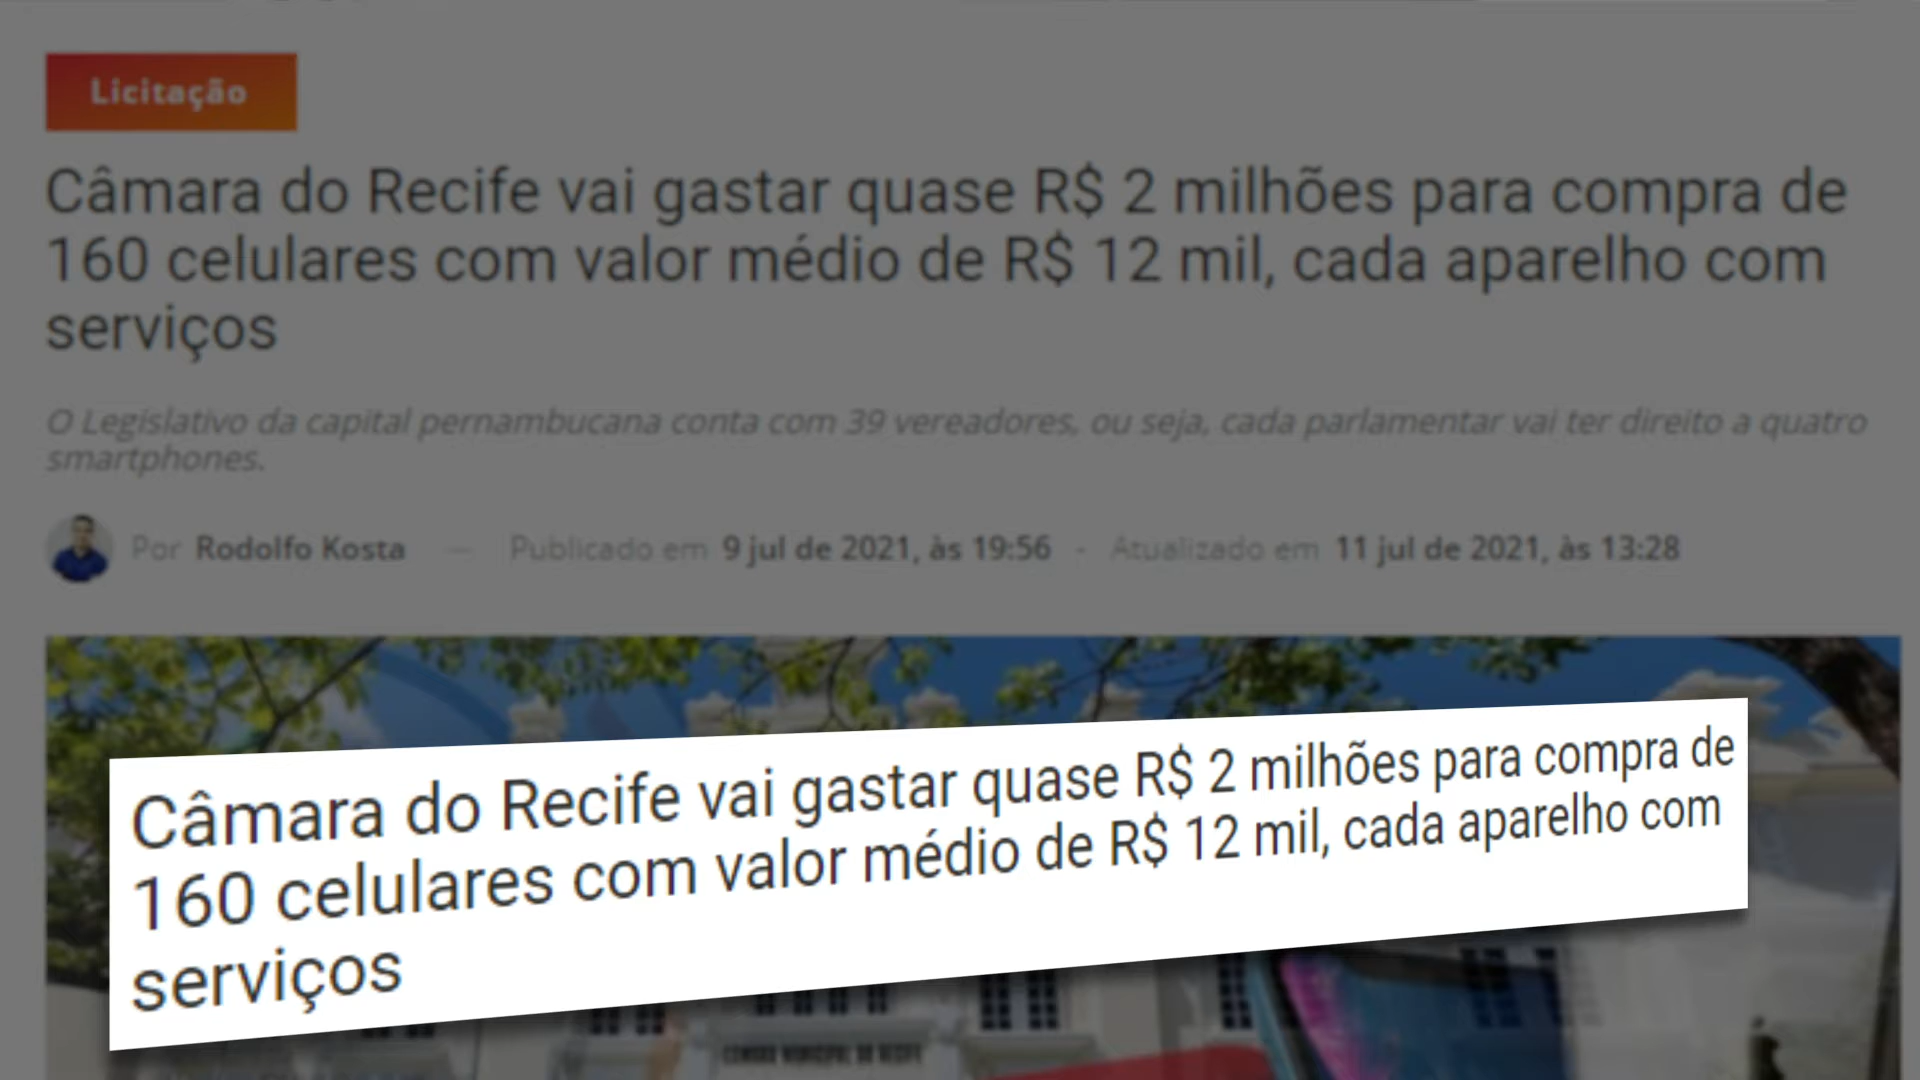 Licitação
Câmara do Recife vai gastar quase R$ 2 milhões para compra de
160 celulares com valor médio de R$ 12 mil, cada aparelho com
serviços
O Legislativo da capital pernambucana conta com 39 vereadores, ou seja, cada parlamentar vai ter direito a quatro
smartphones.
Por Rodolfo Kosta — Publicado em 9 jul de 2021, às 19:56 - Atualizado em 11 jul de 2021, às 13:28
Câmara do Recife vai gastar quase R$ 2 milhões para compra de
160 celulares com valor médio de R$ 12 mil, cada aparelho com
serviços
CÂMARA MUNICIPAL DO RECIFE